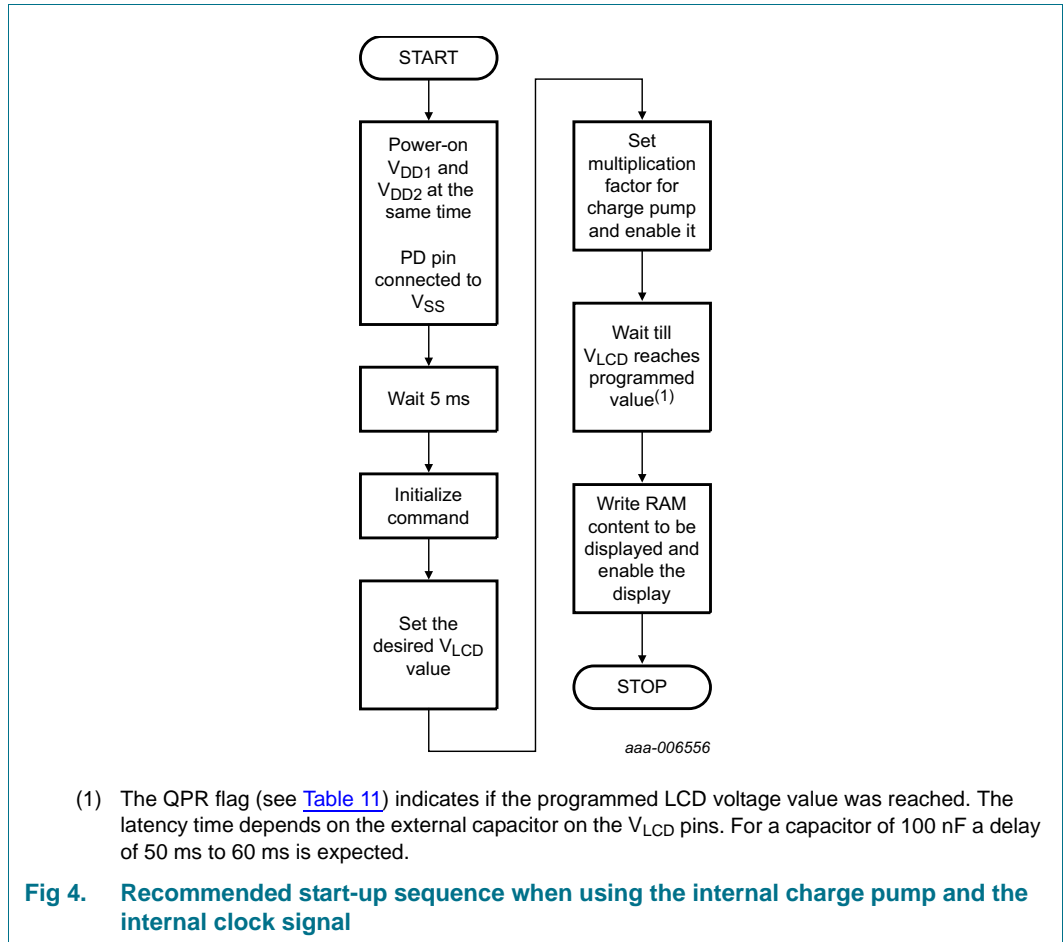 START
Power-on
VDD1 and
VDD2 at the
same time
PD pin
connected to
VSS
Wait 5 ms
Initialize
command
Set the
desired VLCD
value
Set
multiplication
factor for
charge pump
and enable it
Wait till
VLCD reaches
programmed
value(1)
Write RAM
content to be
displayed and
enable the
display
STOP
aaa-006556
(1) The QPR flag (see Table 11) indicates if the programmed LCD voltage value was reached. The
latency time depends on the external capacitor on the VLCD pins. For a capacitor of 100 nF a delay
of 50 ms to 60 ms is expected.
Fig 4. Recommended start-up sequence when using the internal charge pump and the
internal clock signal